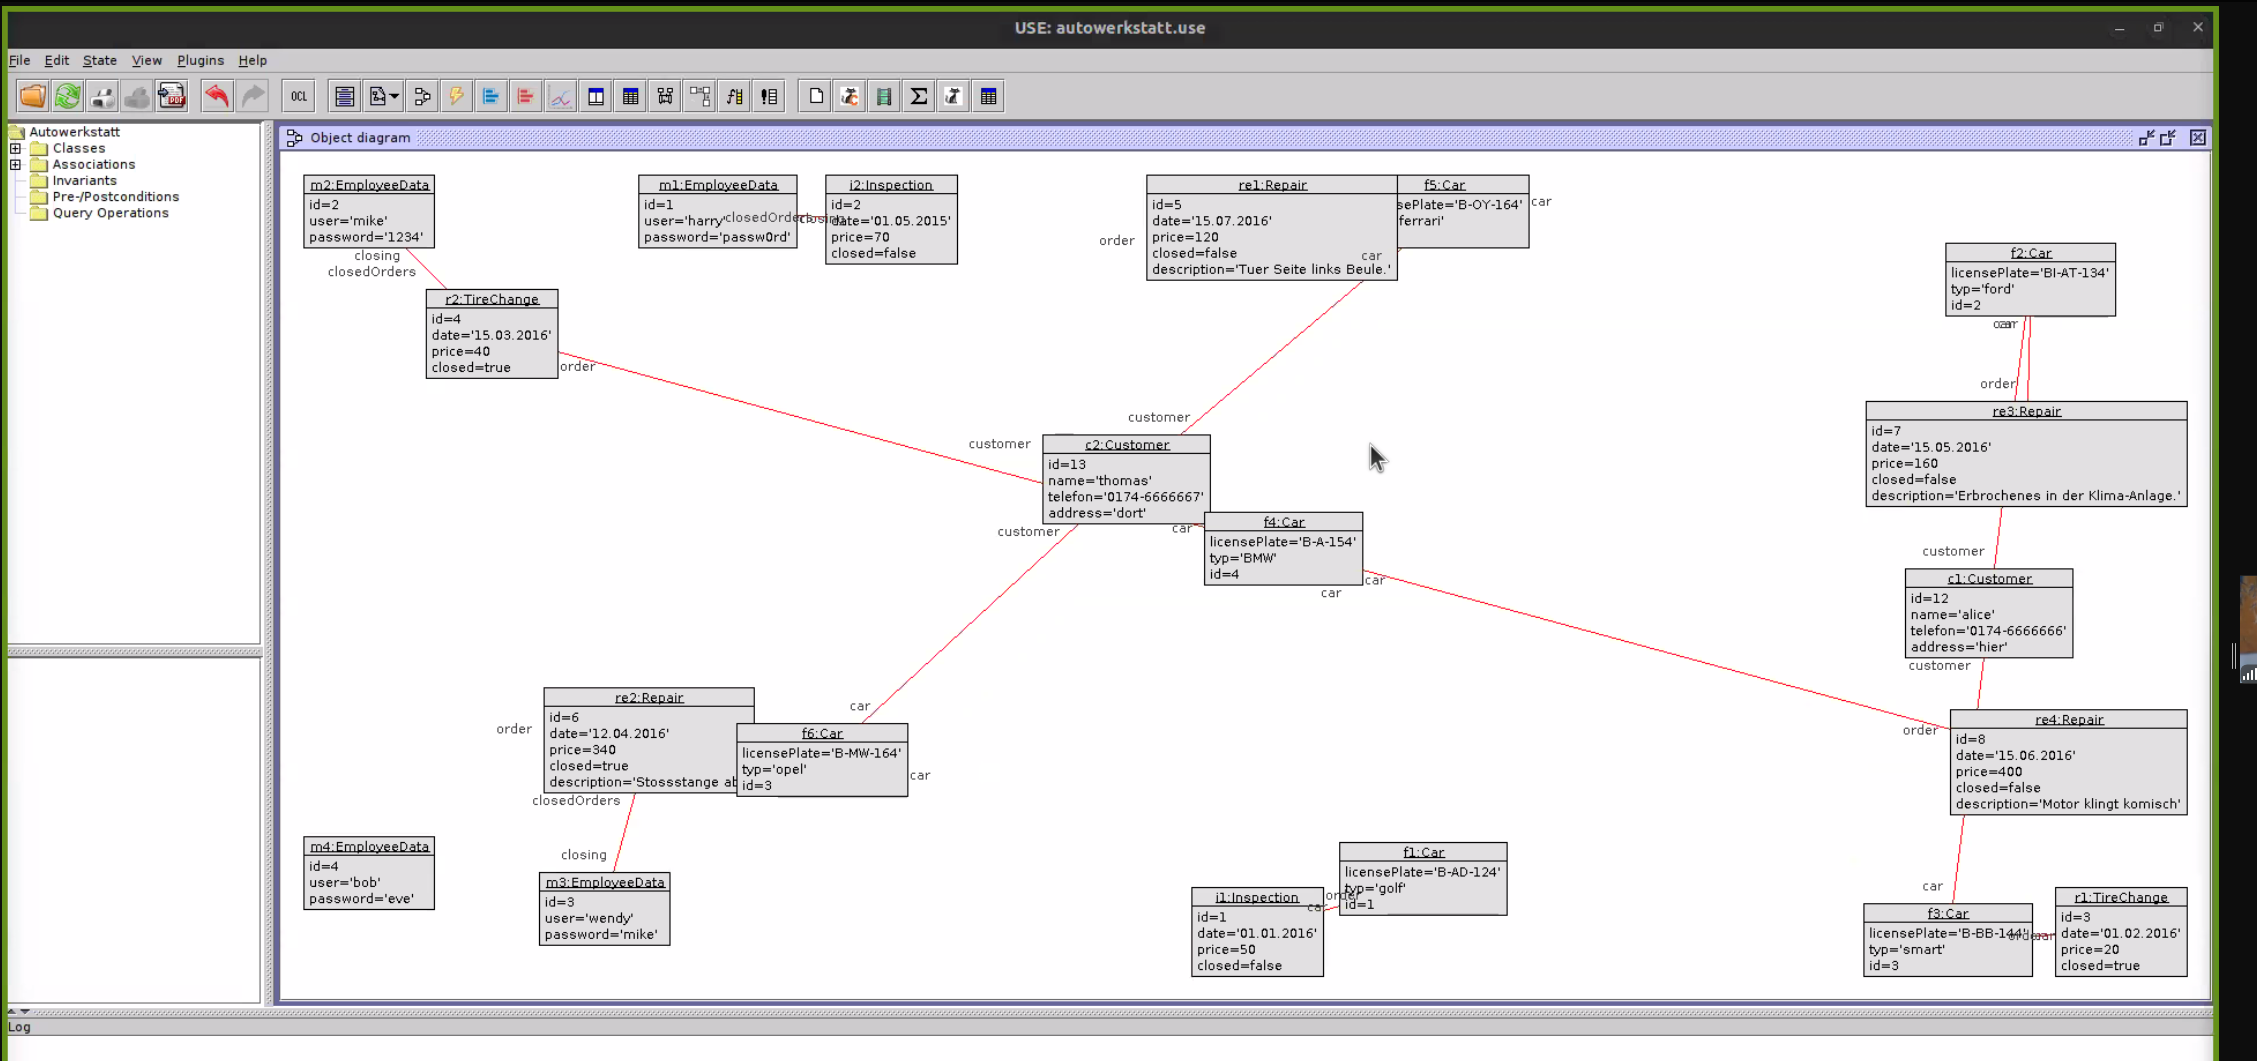 USE: autowerkstatt.use
File Edit State View Plugins Help
OCL
Autowerkstatt
Classes
Associations
Invariants
Pre-/Postconditions
Query Operations
Object diagram
m2:EmployeeData
id=2
user='mike'
password='1234'
closing
closedOrders
m1:EmployeeData
id=1
user='harry'
password='passw0rd'
closedOrders
closing
i2:Inspection
id=2
date='01.05.2015'
price=70
closed=false
re1:Repair
id=5
date='15.07.2016'
price=120
closed=false
description='Tuer Seite links Beule.'
order
car
f5:Car
sePlate='B-OY-164'
ferrari'
car
f2:Car
licensePlate='BI-AT-134'
typ='ford'
id=2
order
r2:TireChange
id=4
date='15.03.2016'
price=40
closed=true
order
re3:Repair
id=7
date='15.05.2016'
price=160
closed=false
description='Erbrochenes in der Klima-Anlage.'
customer
customer
c2:Customer
id=13
name='thomas'
telefon='0174-6666667'
address='dort'
customer
car
f4:Car
licensePlate='B-A-154'
typ='BMW'
id=4
car
car
customer
c1:Customer
id=12
name='alice'
telefon='0174-6666666'
address='hier'
customer
re2:Repair
id=6
date='12.04.2016'
price=340
closed=true
description='Stossstange ab
order
closedOrders
car
f6:Car
licensePlate='B-MW-164'
typ='opel'
id=3
car
order
re4:Repair
id=8
date='15.06.2016'
price=400
closed=false
description='Motor klingt komisch'
m4:EmployeeData
id=4
user='bob'
password='eve'
closing
m3:EmployeeData
id=3
user='wendy'
password='mike'
i1:Inspection
id=1
date='01.01.2016'
price=50
closed=false
order
car
f1:Car
licensePlate='B-AD-124'
typ='golf'
id=1
car
f3:Car
licensePlate='B-BB-144'
typ='smart'
id=3
r1:TireChange
id=3
date='01.02.2016'
price=20
closed=true
Log